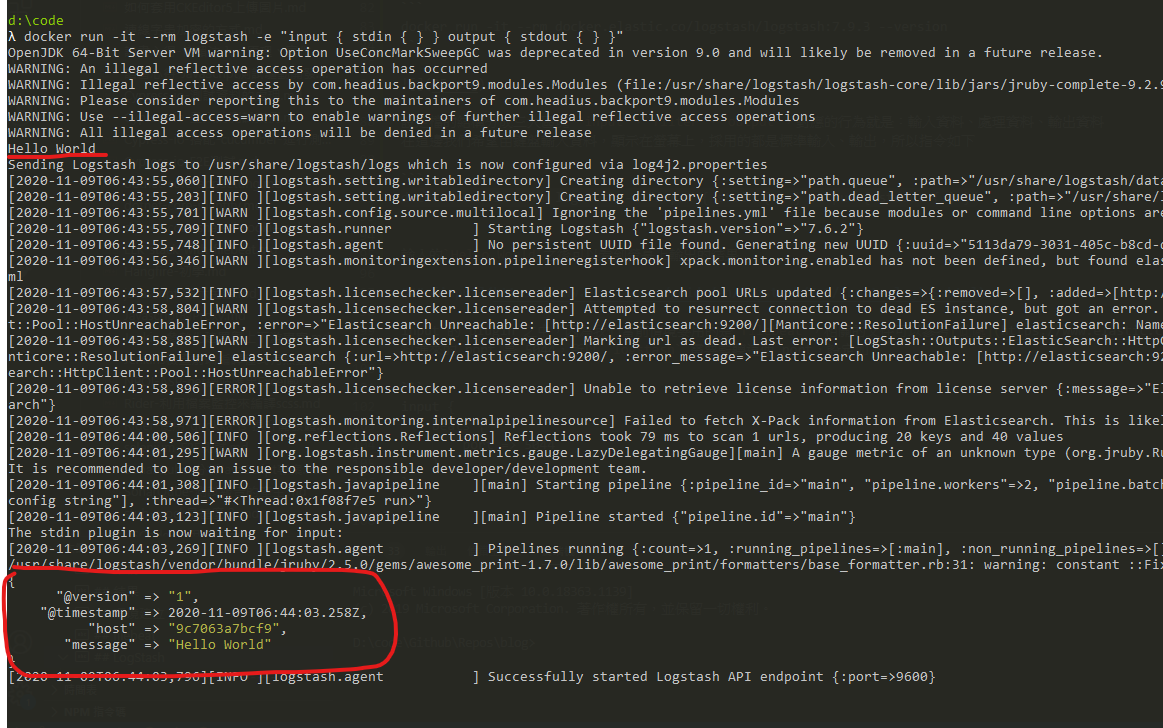 d:\code
λ docker run -it --rm logstash -e "input { stdin { } } output { stdout { } }"
OpenJDK 64-Bit Server VM warning: Option UseConcMarkSweepGC was deprecated in version 9.0 and will likely be removed in a future release.
WARNING: An illegal reflective access operation has occurred
WARNING: Illegal reflective access by com.headius.backport9.modules.Modules (file:/usr/share/logstash/logstash-core/lib/jars/jruby-complete-9.2.9
WARNING: Please consider reporting this to the maintainers of com.headius.backport9.modules.Modules
WARNING: Use --illegal-access=warn to enable warnings of further illegal reflective access operations
WARNING: All illegal access operations will be denied in a future release
Hello World
Sending Logstash logs to /usr/share/logstash/logs which is now configured via log4j2.properties
[2020-11-09T06:43:55,060][INFO ][logstash.setting.writabledirectory] Creating directory {:setting=>"path.queue", :path=>"/usr/share/logstash/data
[2020-11-09T06:43:55,203][INFO ][logstash.setting.writabledirectory] Creating directory {:setting=>"path.dead_letter_queue", :path=>"/usr/share/l
[2020-11-09T06:43:55,701][WARN ][logstash.config.source.multilocal] Ignoring the 'pipelines.yml' file because modules or command line options are
[2020-11-09T06:43:55,709][INFO ][logstash.runner          ] Starting Logstash {"logstash.version"=>"7.6.2"}
[2020-11-09T06:43:55,748][INFO ][logstash.agent           ] No persistent UUID file found. Generating new UUID {:uuid=>"5113da79-3031-405c-b8cd-
[2020-11-09T06:43:56,346][WARN ][logstash.monitoringextension.pipelineregisterhook] xpack.monitoring.enabled has not been defined, but found elas
ml
[2020-11-09T06:43:57,532][INFO ][logstash.licensechecker.licensereader] Elasticsearch pool URLs updated {:changes=>{:removed=>[], :added=>[http:/
[2020-11-09T06:43:58,804][WARN ][logstash.licensechecker.licensereader] Attempted to resurrect connection to dead ES instance, but got an error.
t::Pool::HostUnreachableError, :error=>"Elasticsearch Unreachable: [http://elasticsearch:9200/][Manticore::ResolutionFailure] elasticsearch: Name
[2020-11-09T06:43:58,885][WARN ][logstash.licensechecker.licensereader] Marking url as dead. Last error: [LogStash::Outputs::ElasticSearch::HttpC
nticore::ResolutionFailure] elasticsearch {:url=>http://elasticsearch:9200/, :error_message=>"Elasticsearch Unreachable: [http://elasticsearch:92
earch::HttpClient::Pool::HostUnreachableError"}
[2020-11-09T06:43:58,896][ERROR][logstash.licensechecker.licensereader] Unable to retrieve license information from license server {:message=>"El
arch"}
[2020-11-09T06:43:58,971][ERROR][logstash.monitoring.internalpipelinesource] Failed to fetch X-Pack information from Elasticsearch. This is likel
[2020-11-09T06:44:00,506][INFO ][org.reflections.Reflections] Reflections took 79 ms to scan 1 urls, producing 20 keys and 40 values
[2020-11-09T06:44:01,295][WARN ][org.logstash.instrument.metrics.gauge.LazyDelegatingGauge][main] A gauge metric of an unknown type (org.jruby.Ru
It is recommended to log an issue to the responsible developer/development team.
[2020-11-09T06:44:01,308][INFO ][logstash.javapipeline    ][main] Starting pipeline {:pipeline_id=>"main", "pipeline.workers"=>2, "pipeline.batch
config string"], :thread=>"#<Thread:0x1f08f7e5 run>"}
[2020-11-09T06:44:03,123][INFO ][logstash.javapipeline    ][main] Pipeline started {"pipeline.id"=>"main"}
The stdin plugin is now waiting for input:
[2020-11-09T06:44:03,269][INFO ][logstash.agent           ] Pipelines running {:count=>1, :running_pipelines=>[:main], :non_running_pipelines=>[]
/usr/share/logstash/vendor/bundle/jruby/2.5.0/gems/awesome_print-1.7.0/lib/awesome_print/formatters/base_formatter.rb:31: warning: constant ::Fix
{
"@version" => "1",
"@timestamp" => 2020-11-09T06:44:03.258Z,
"host" => "9c7063a7bcf9",
"message" => "Hello World"
}
[2020-11-09T06:44:03,796][INFO ][logstash.agent           ] Successfully started Logstash API endpoint {:port=>9600}